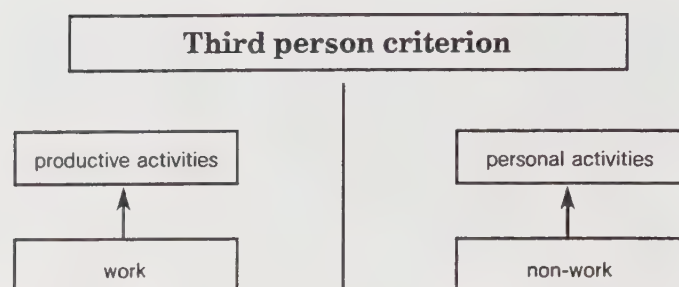 Third person criterion
productive activities
personal activities
work
non-work